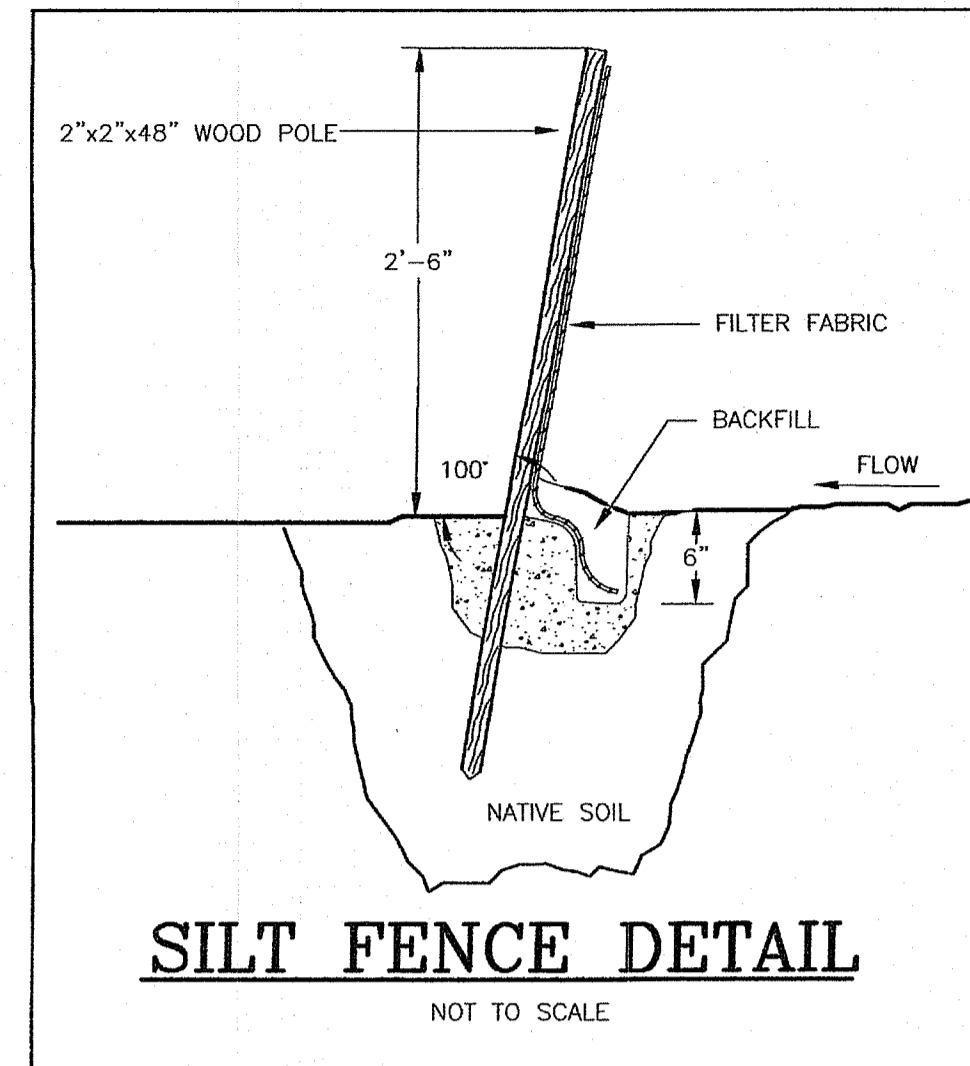 2"x2"x48" WOOD POLE
2'-6"
FILTER FABRIC
BACKFILL
100°
FLOW
6"
NATIVE SOIL
SILT FENCE DETAIL
NOT TO SCALE